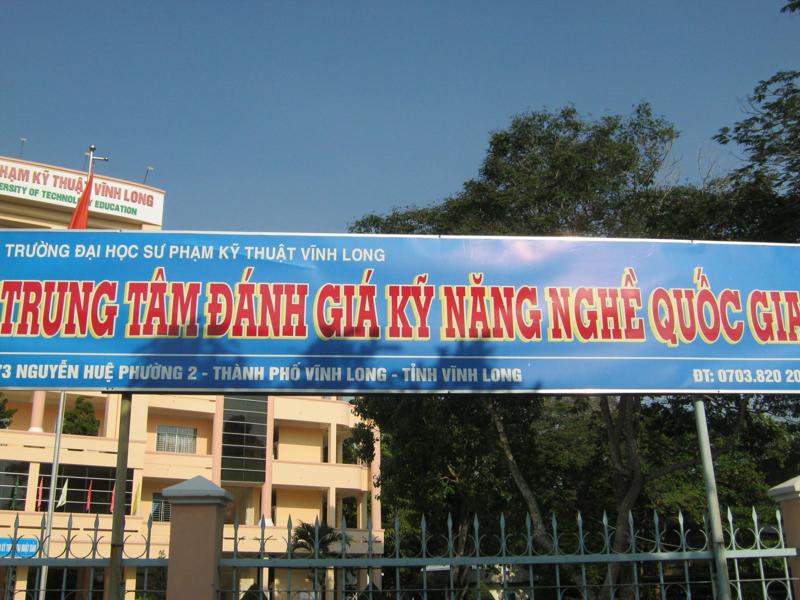 PHẠM KỸ THUẬT VĨNH LONG
ERSITY OF TECHNOLOGY EDUCATION
TRƯỜNG ĐẠI HỌC SƯ PHẠM KỸ THUẬT VĨNH LONG
TRUNG TÂM ĐÁNH GIÁ KỸ NĂNG NGHỀ QUỐC GIA
73 NGUYỄN HUỆ PHƯỜNG 2 - THÀNH PHỐ VĨNH LONG - TỈNH VĨNH LONG
ĐT: 0703.820 20